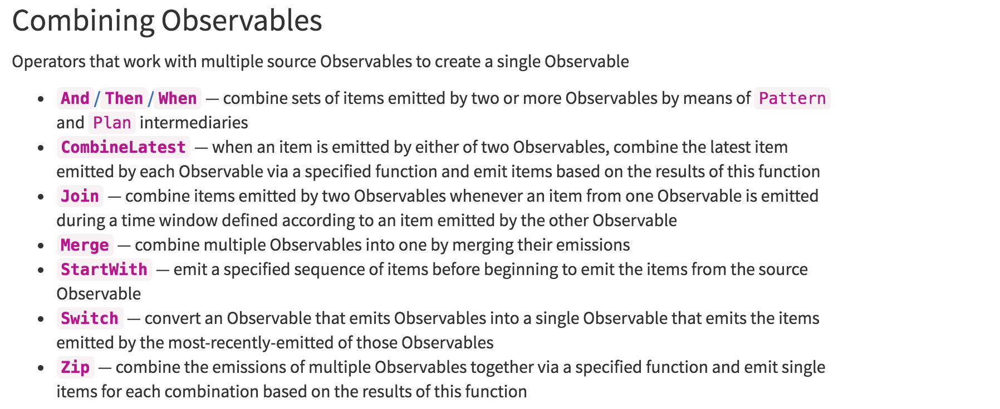 Combining Observables
Operators that work with multiple source Observables to create a single Observable
• And / Then / When — combine sets of items emitted by two or more Observables by means of Pattern
and Plan intermediaries
• CombineLatest — when an item is emitted by either of two Observables, combine the latest item
emitted by each Observable via a specified function and emit items based on the results of this function
• Join — combine items emitted by two Observables whenever an item from one Observable is emitted
during a time window defined according to an item emitted by the other Observable
• Merge — combine multiple Observables into one by merging their emissions
• StartWith — emit a specified sequence of items before beginning to emit the items from the source
Observable
• Switch — convert an Observable that emits Observables into a single Observable that emits the items
emitted by the most-recently-emitted of those Observables
• Zip — combine the emissions of multiple Observables together via a specified function and emit single
items for each combination based on the results of this function